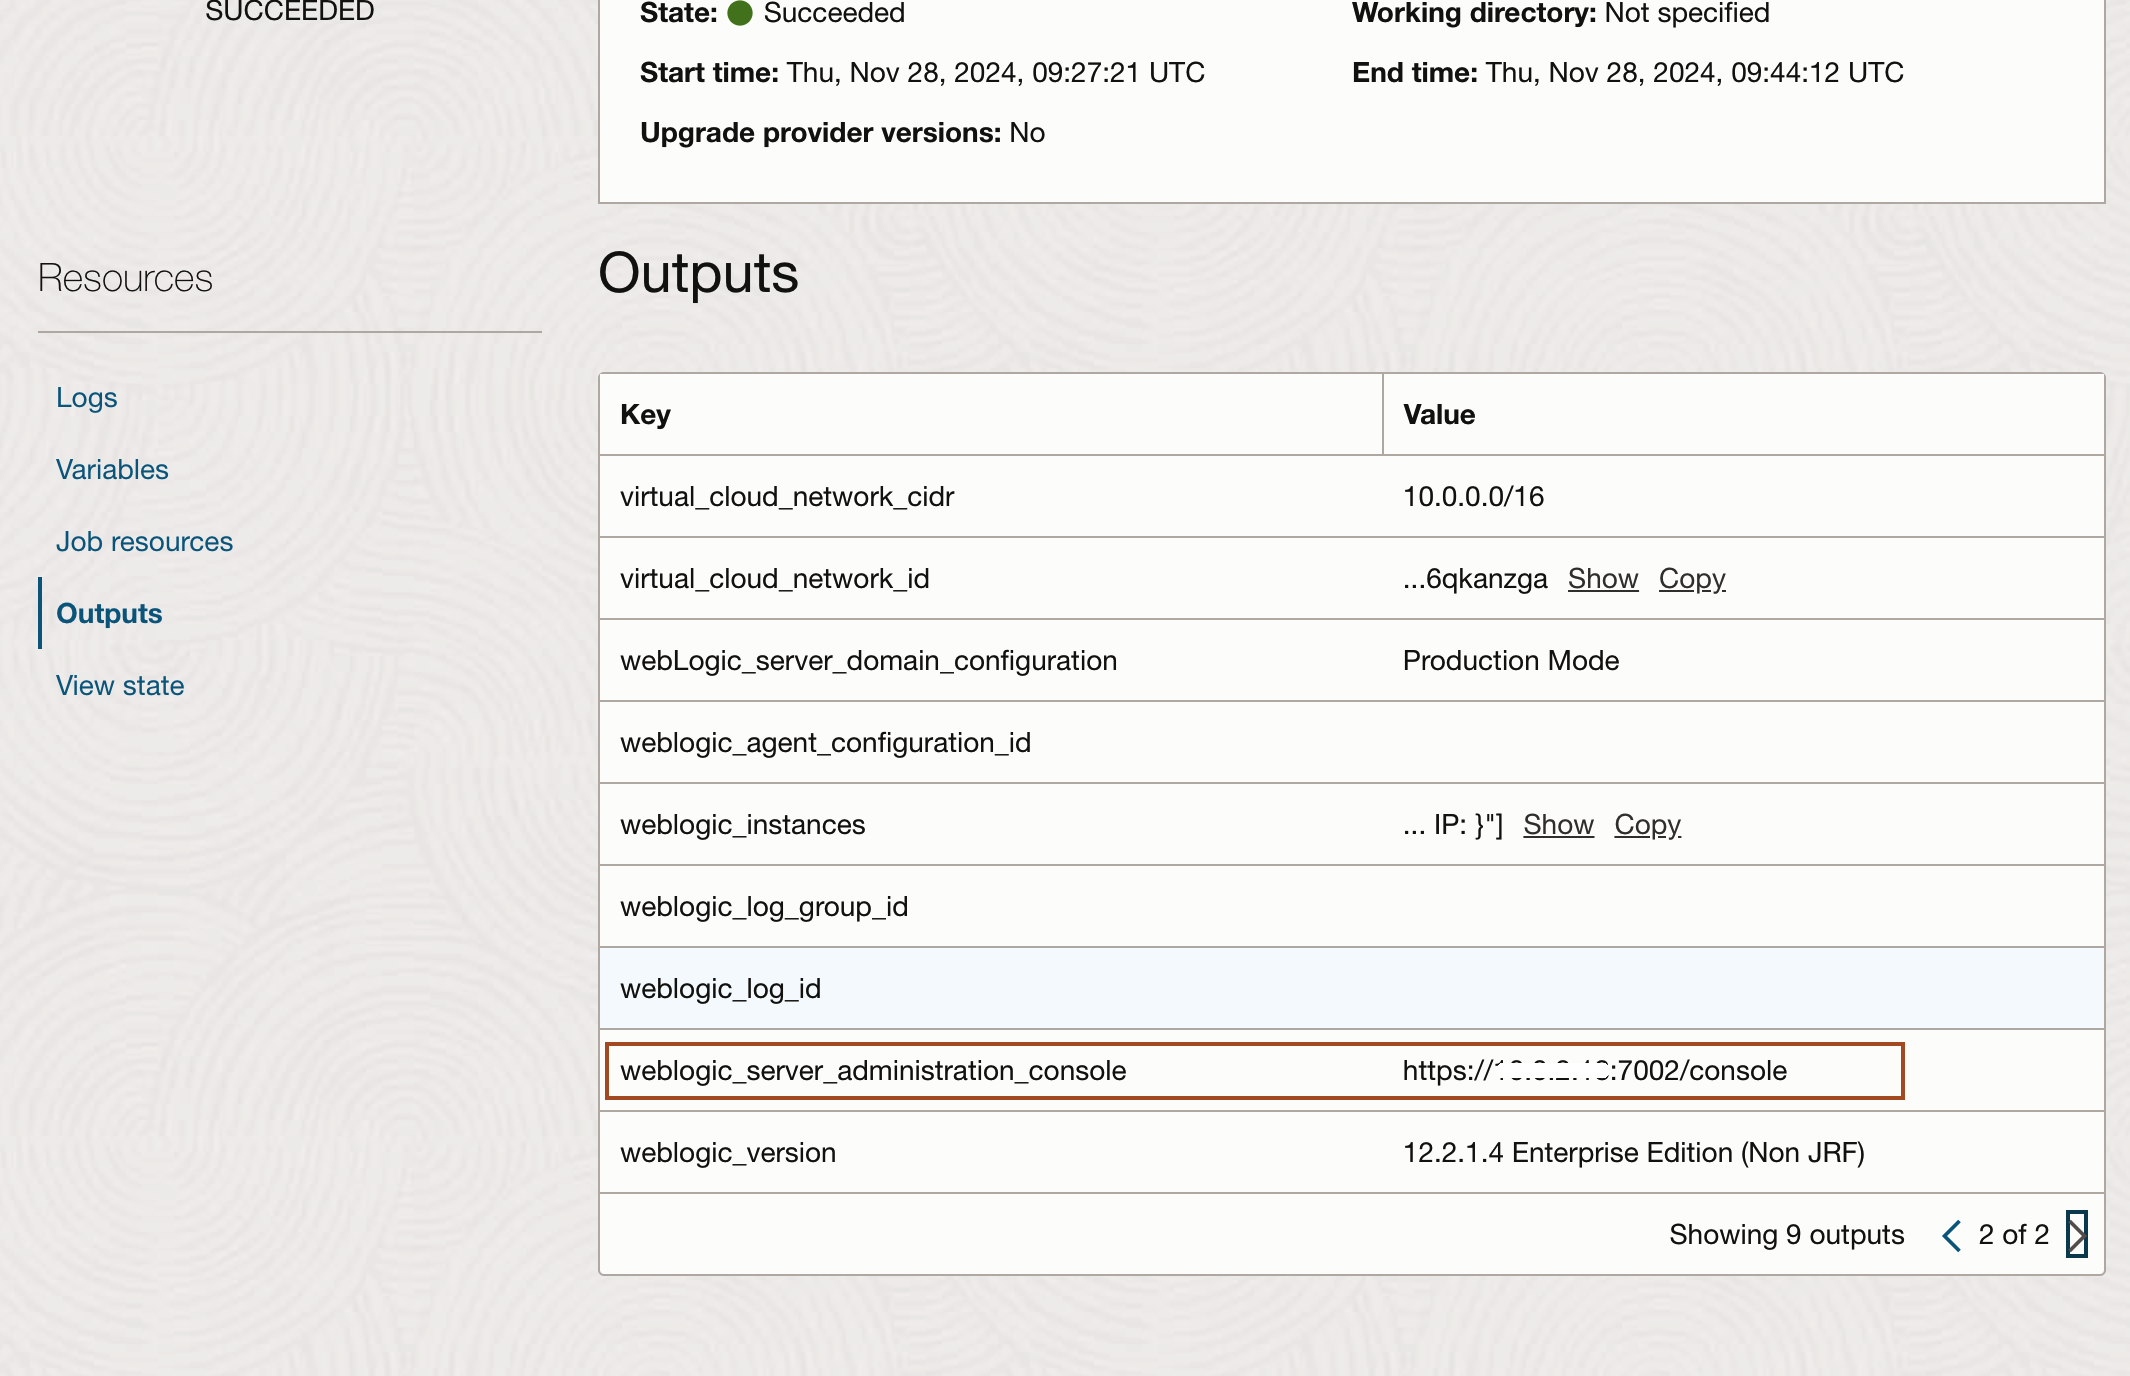 SUCCEEDED
State: Succeeded
Working directory: Not specified
Start time: Thu, Nov 28, 2024, 09:27:21 UTC
End time: Thu, Nov 28, 2024, 09:44:12 UTC
Upgrade provider versions: No
Resources
Logs
Variables
Job resources
Outputs
View state
Outputs
Key Value
virtual_cloud_network_cidr 10.0.0.0/16
virtual_cloud_network_id ...6qkanzga Show Copy
webLogic_server_domain_configuration Production Mode
weblogic_agent_configuration_id
weblogic_instances ... IP: }"] Show Copy
weblogic_log_group_id
weblogic_log_id
weblogic_server_administration_console https:// :7002/console
weblogic_version 12.2.1.4 Enterprise Edition (Non JRF)
Showing 9 outputs 2 of 2